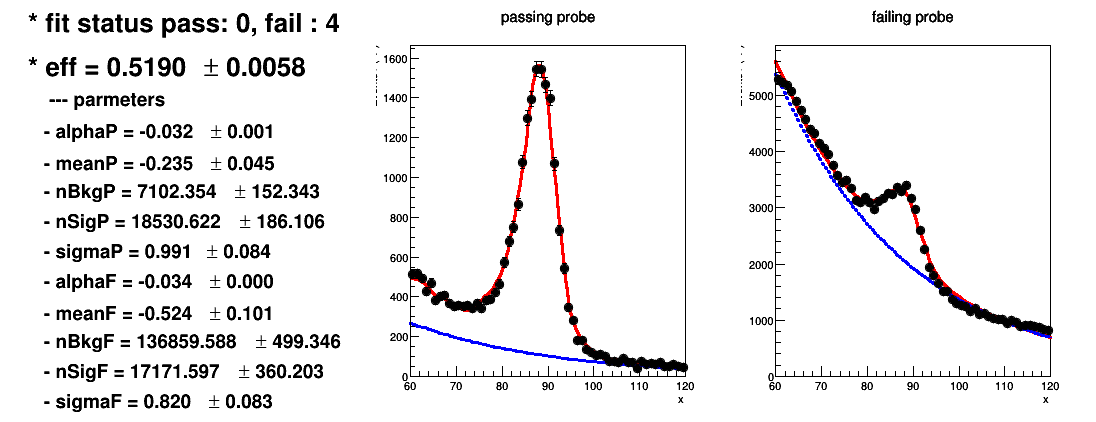 * fit status pass: 0, fail : 4
* eff = 0.5190 ± 0.0058
--- parmeters
- alphaP = -0.032 ± 0.001
- meanP = -0.235 ± 0.045
- nBkgP = 7102.354 ± 152.343
- nSigP = 18530.622 ± 186.106
- sigmaP = 0.991 ± 0.084
- alphaF = -0.034 ± 0.000
- meanF = -0.524 ± 0.101
- nBkgF = 136859.588 ± 499.346
- nSigF = 17171.597 ± 360.203
- sigmaF = 0.820 ± 0.083
passing probe
1600
1400
1200
1000
800
600
400
200
0
60 70 80 90 100 110 120
x
failing probe
5000
4000
3000
2000
1000
0
60 70 80 90 100 110 120
x